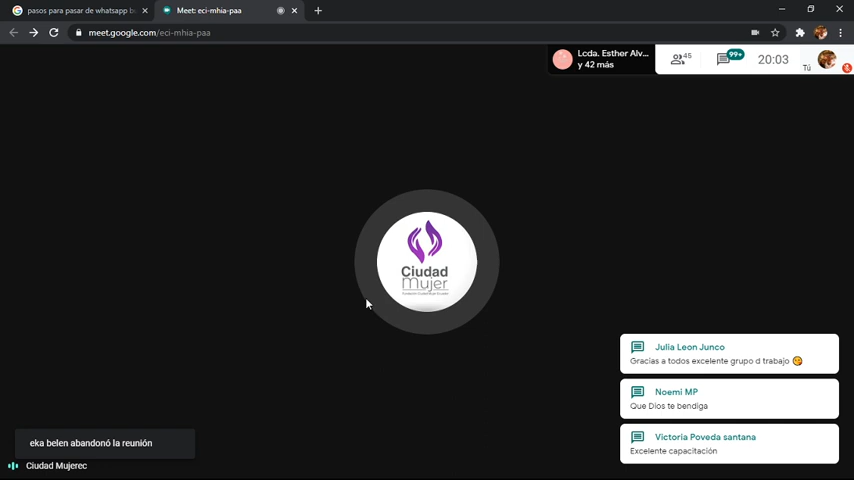 pasos para pasar de whatsapp bu
Meet: eci-mhia-paa
meet.google.com/eci-mhia-paa
Lcda. Esther Alv...
y 42 más
45
99+
20:03
Tú
Ciudad
Mujer
Julia Leon Junco
Gracias a todos excelente grupo d trabajo 😋
Noemi MP
Que Dios te bendiga
Victoria Poveda santana
Excelente capacitación
eka belen abandonó la reunión
Ciudad Mujerec